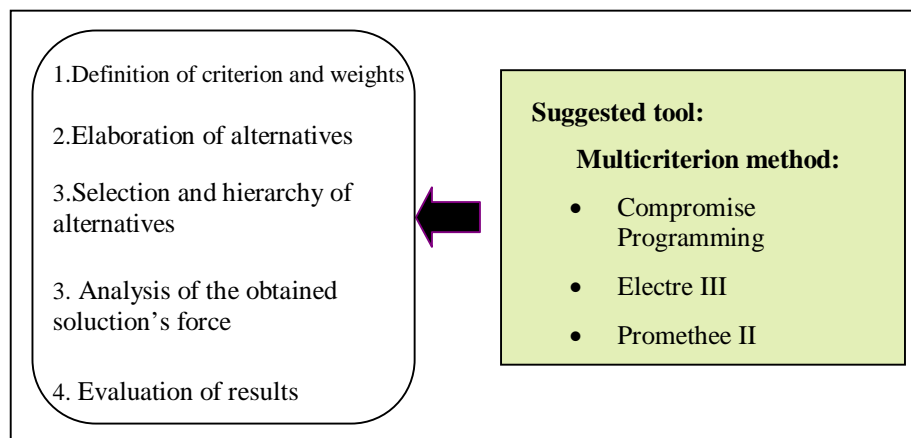 1.Definition of criterion and weights
2.Elaboration of alternatives
3.Selection and hierarchy of
alternatives
3. Analysis of the obtained
soluction’s force
4. Evaluation of results
Suggested tool:
Multicriterion method:
• Compromise
Programming
• Electre III
• Promethee II